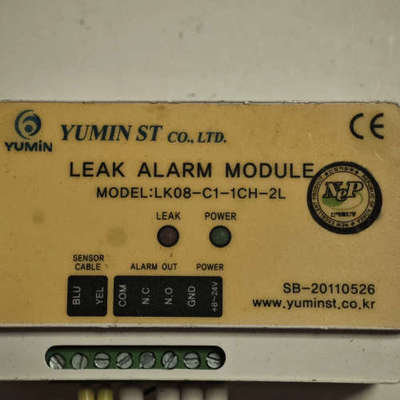 YUMIN
YUMIN ST CO., LTD.
CE
LEAK ALARM MODULE
MODEL:LK08-C1-1CH-2L
NeP
LEAK POWER
SENSOR CABLE ALARM OUT POWER
BLU YEL COM N.C N.O GND +8~24V
SB-20110526
www.yuminst.co.kr